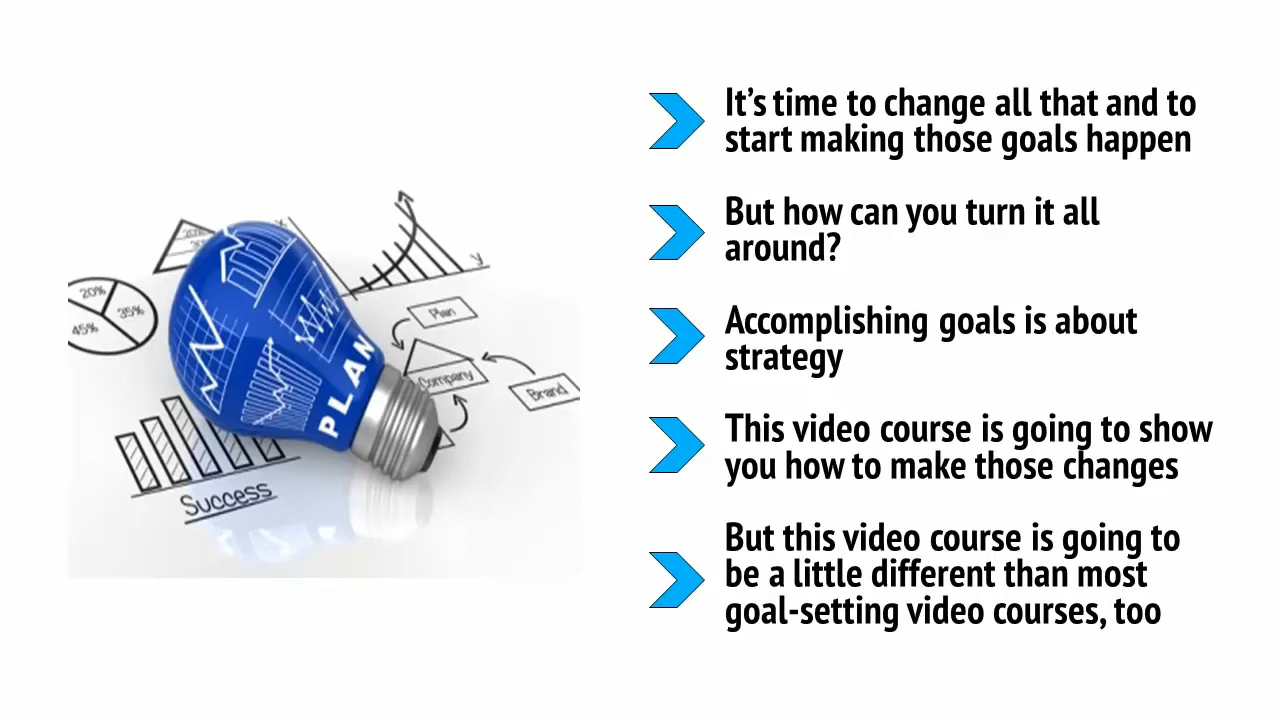 It's time to change all that and to
start making those goals happen
But how can you turn it all
around?
Accomplishing goals is about
strategy
This video course is going to show
you how to make those changes
But this video course is going to
be a little different than most
goal-setting video courses, too
20%
35%
45%
x
y
Plan
Company
Brand
PLAN
Success